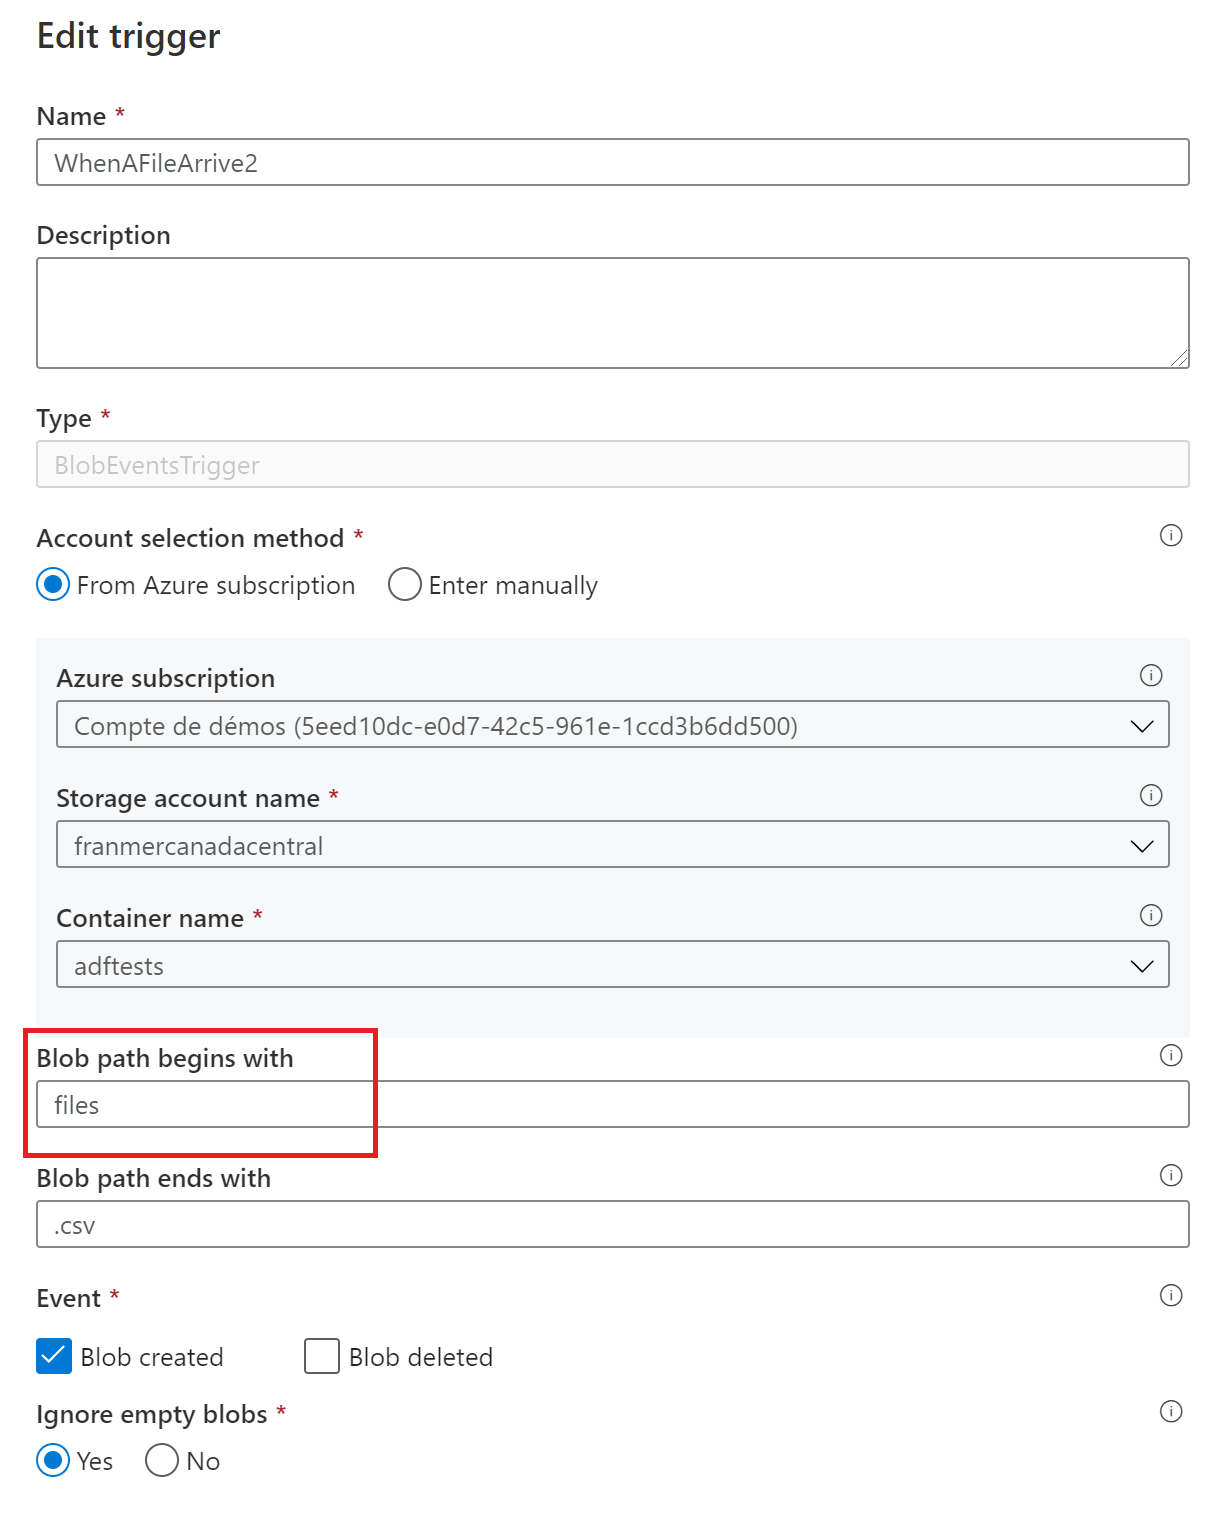 Edit trigger
Name *
WhenAFileArrive2
Description
Type *
BlobEventsTrigger
Account selection method *
From Azure subscription Enter manually
Azure subscription
Compte de démos (5eed10dc-e0d7-42c5-961e-1ccd3b6dd500)
Storage account name *
franmercanadacentral
Container name *
adftests
Blob path begins with
files
Blob path ends with
.csv
Event *
Blob created Blob deleted
Ignore empty blobs *
Yes No